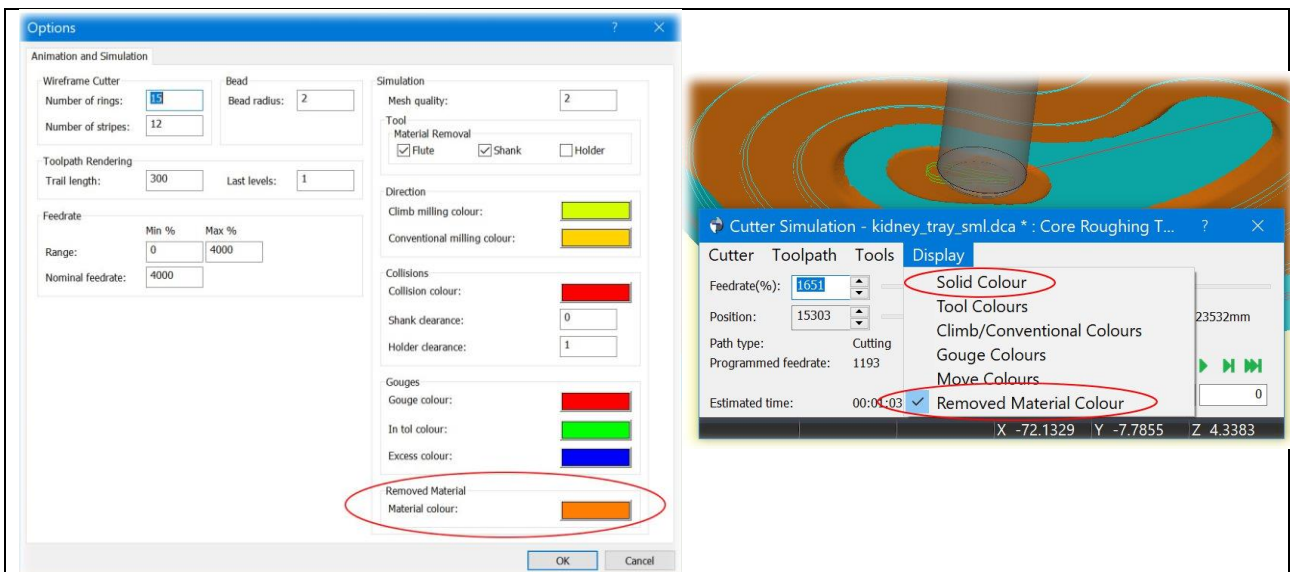 Options
Animation and Simulation
Wireframe Cutter
Number of rings: 15
Number of stripes: 12
Bead
Bead radius: 2
Toolpath Rendering
Trail length: 300 Last levels: 1
Feedrate
Min % Max %
Range: 0 4000
Nominal feedrate: 4000
Simulation
Mesh quality: 2
Tool
Material Removal
Flute Shank Holder
Direction
Climb milling colour:
Conventional milling colour:
Collisions
Collision colour:
Shank clearance: 0
Holder clearance: 1
Gouges
Gouge colour:
In tol colour:
Excess colour:
Removed Material
Material colour:
OK Cancel
Cutter Simulation - kidney_tray_sml.dca * : Core Roughing T...
Cutter Toolpath Tools Display
Feedrate(%): 1651
Position: 15303 23532mm
Path type: Cutting
Programmed feedrate: 1193
Estimated time: 00:01:03 0
Solid Colour
Tool Colours
Climb/Conventional Colours
Gouge Colours
Move Colours
Removed Material Colour
X -72.1329 Y -7.7855 Z 4.3383